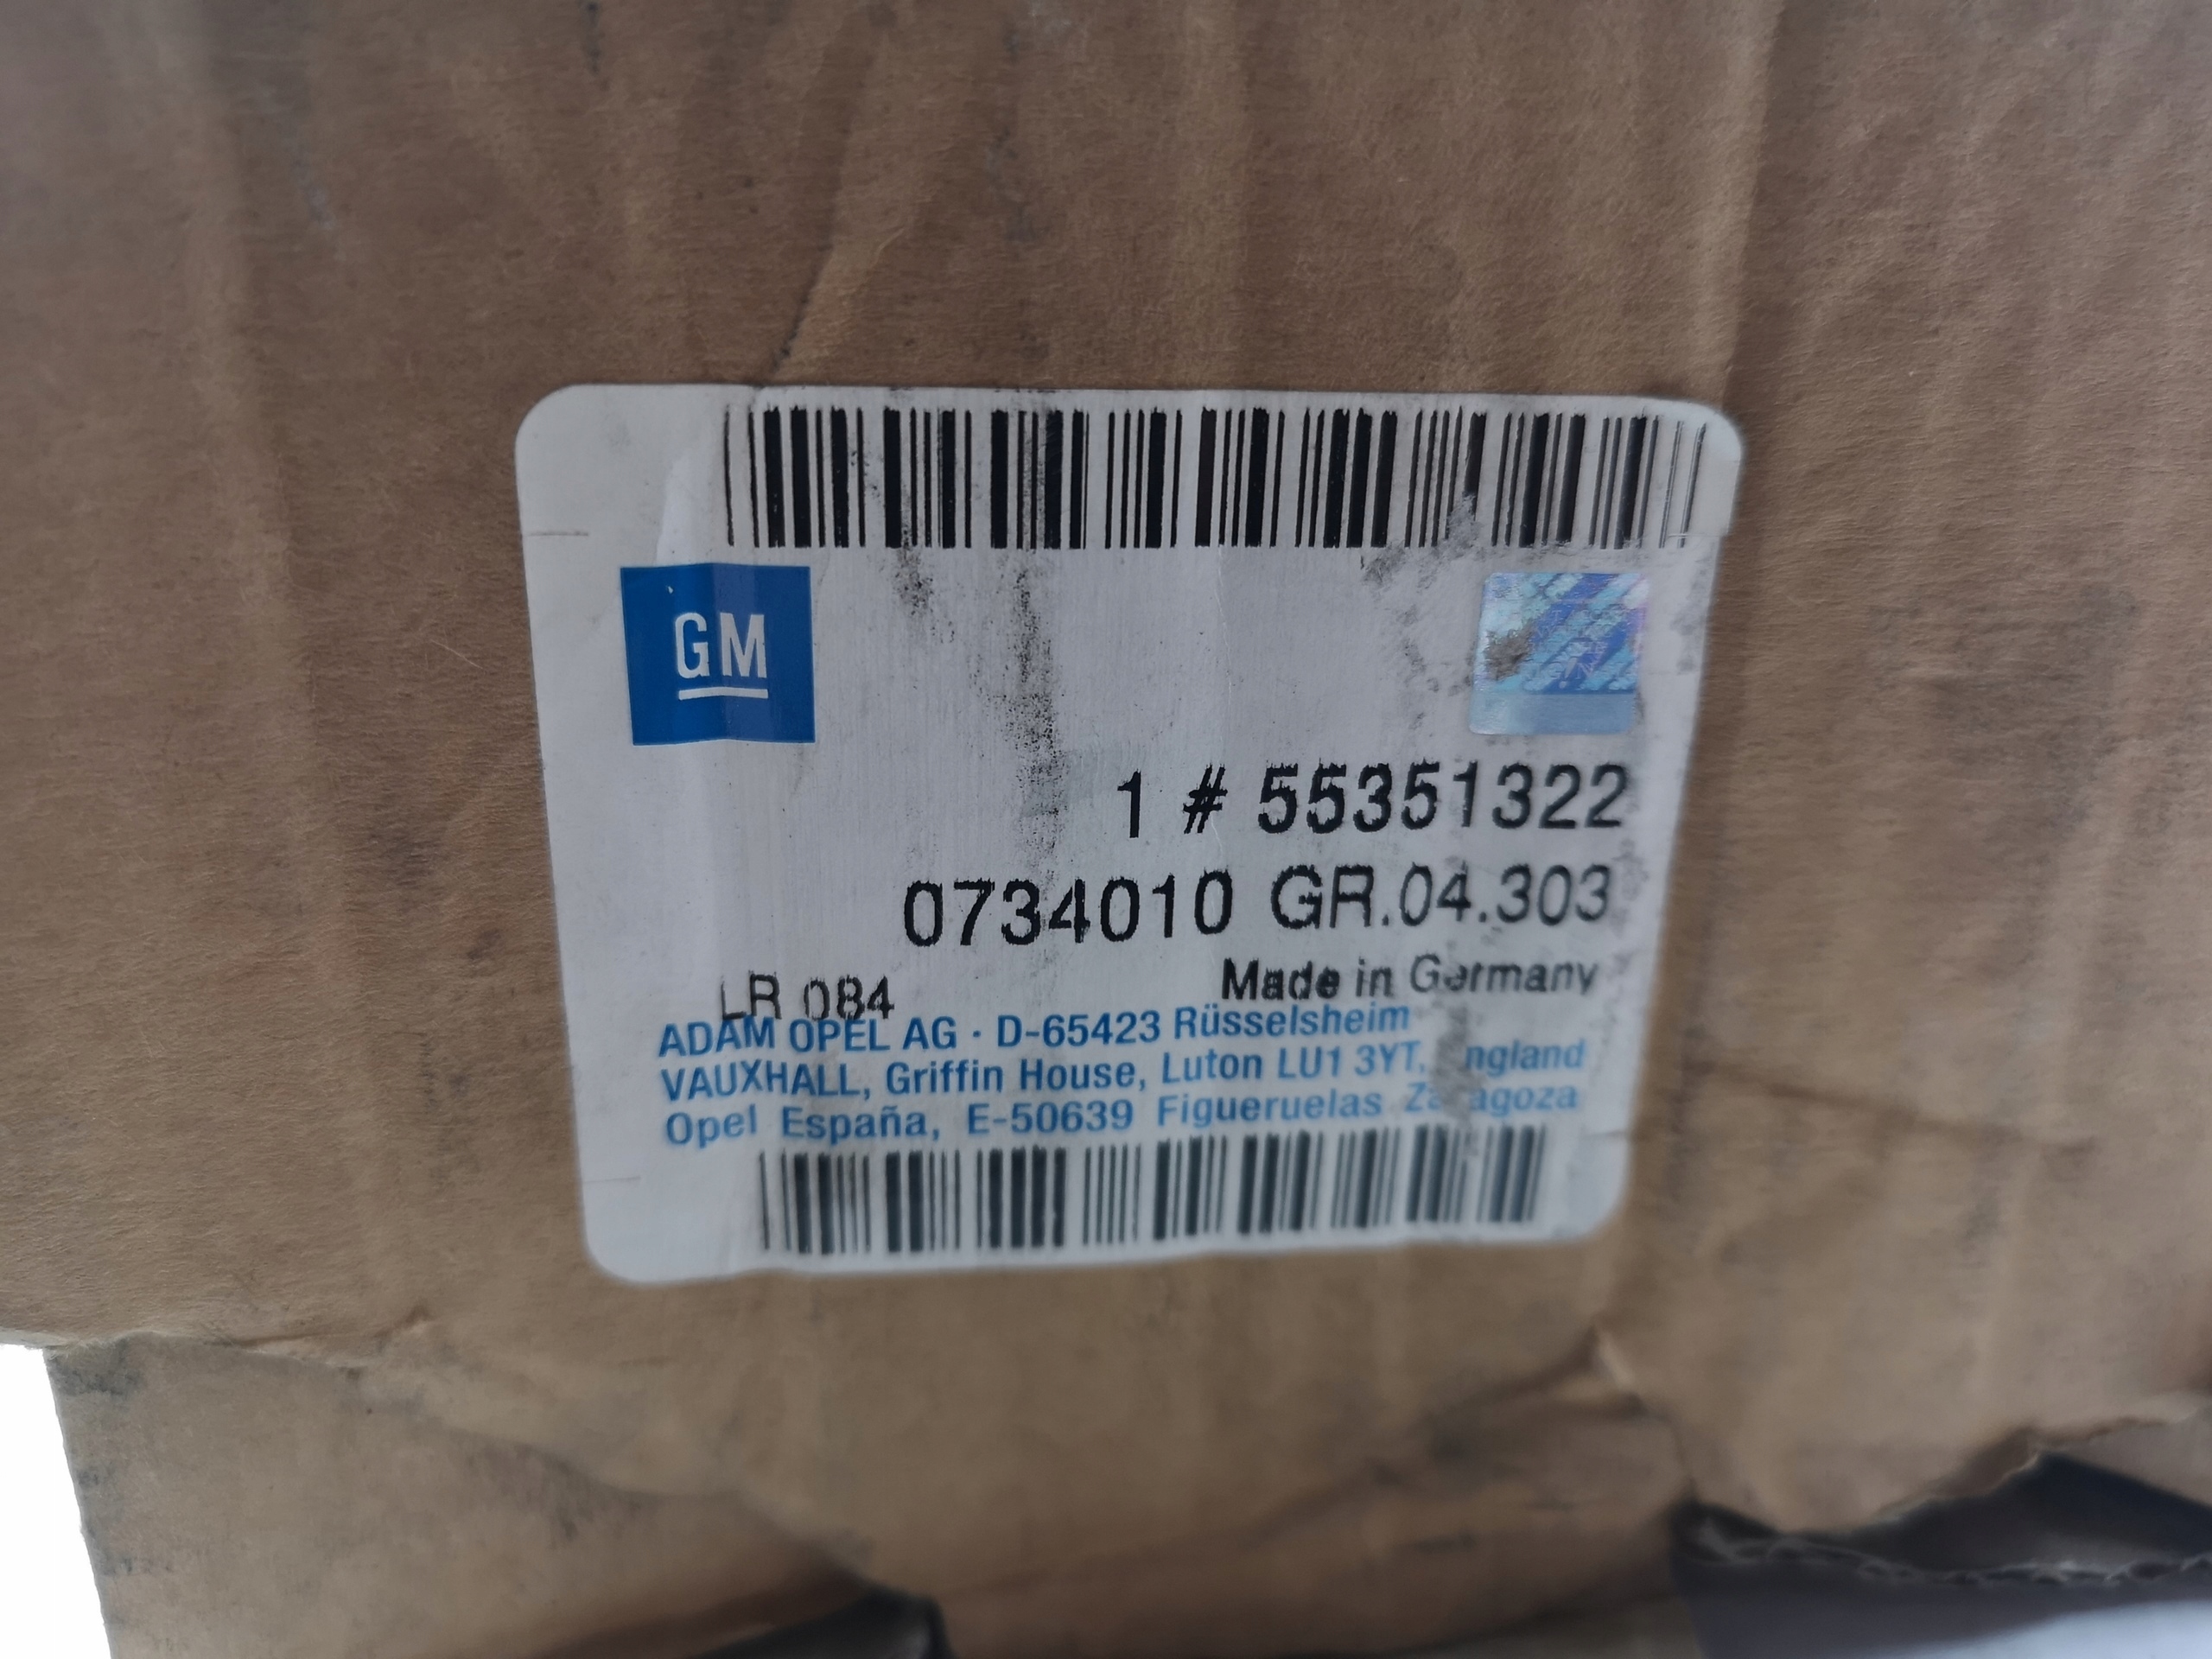 GM
1 # 55351322
0734010 GR.04.303
LR 084 Made in Germany
ADAM OPEL AG · D-65423 Rüsselsheim
VAUXHALL, Griffin House, Luton LU1 3YT,
Opel España, E-50639 Figueruelas